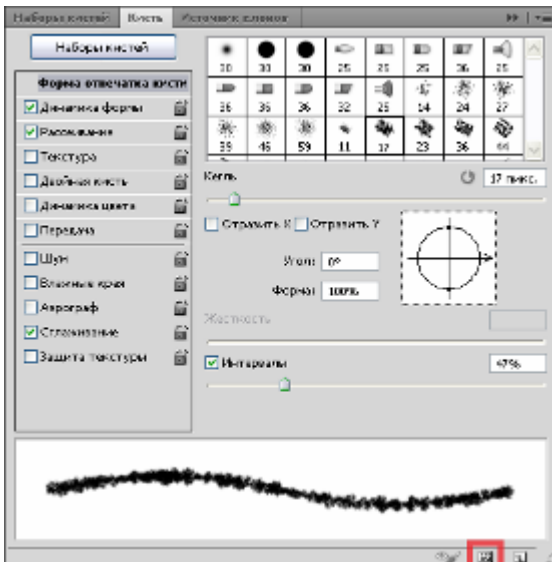 Наборы кистей Кисть Источник клонов
Наборы кистей
Форма отпечатка кисти
Динамика формы
Рассеивание
Текстура
Двойная кисть
Динамика цвета
Передача
Шум
Влажные края
Аэрограф
Сглаживание
Защита текстуры
30 30 30 25 25 25 36 25
36 36 36 32 25 14 24 27
39 46 59 11 17 23 36 44
Кегль 17 пикс.
Отразить X Отразить Y
Угол: 0°
Форма: 100%
Жесткость
Интервалы 47%